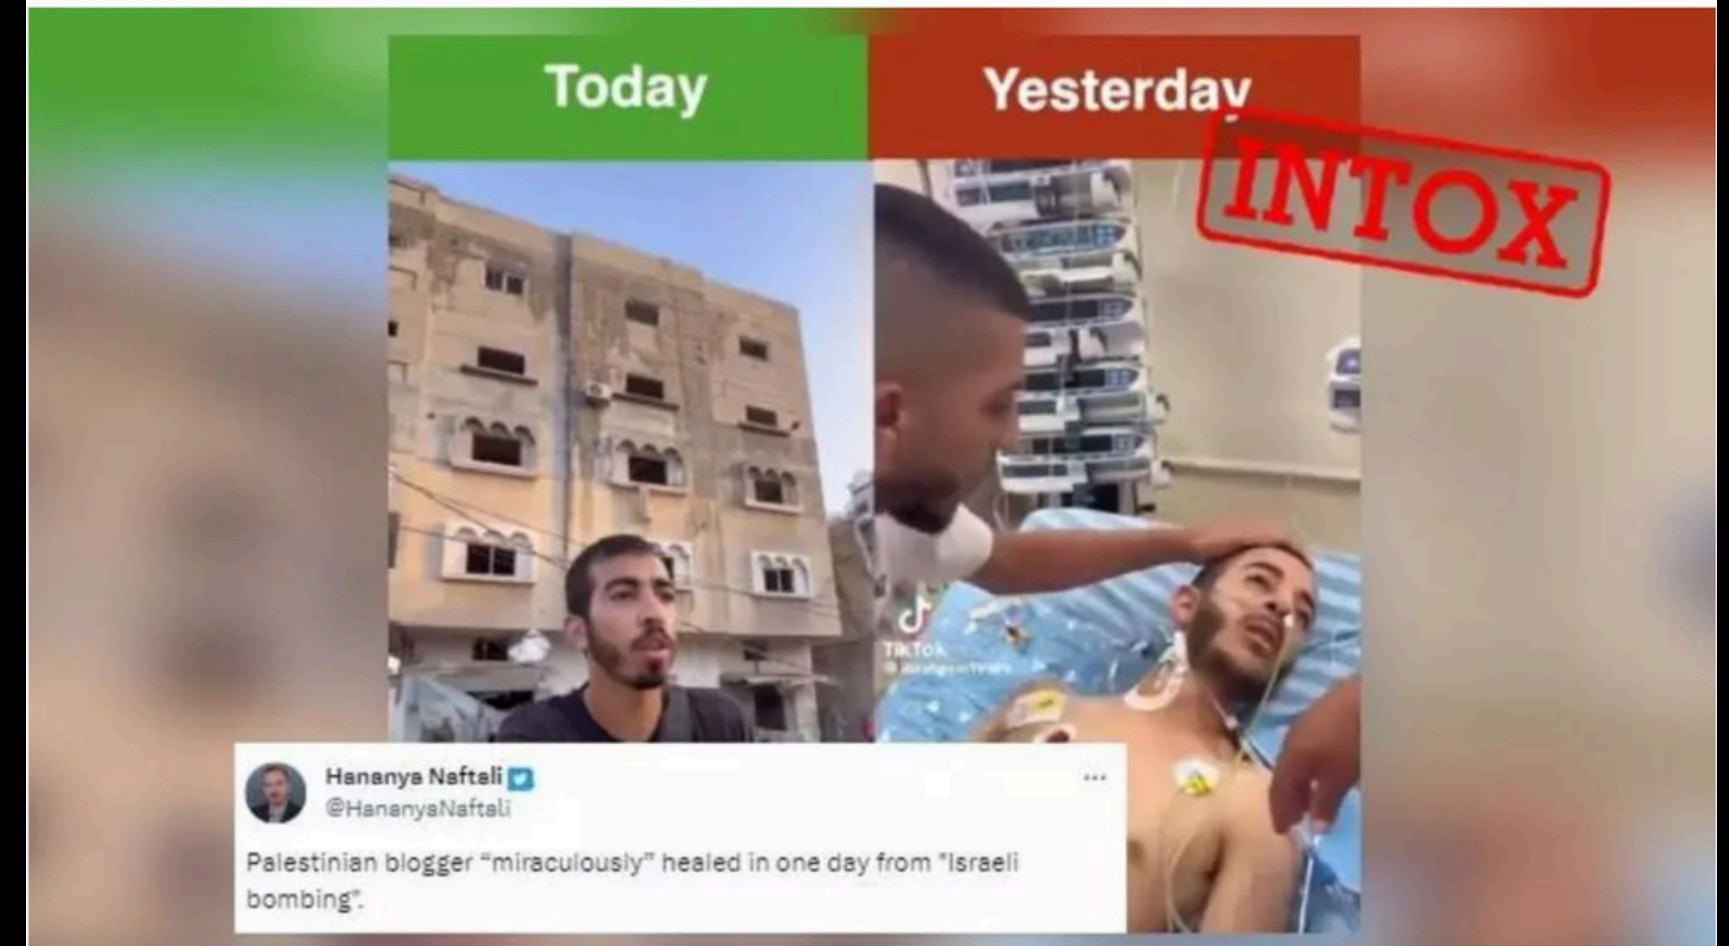 Today
Yesterday
INTOX
TikTok
Hananya Naftali
@HananyaNaftali
Palestinian blogger “miraculously” healed in one day from "Israeli
bombing".